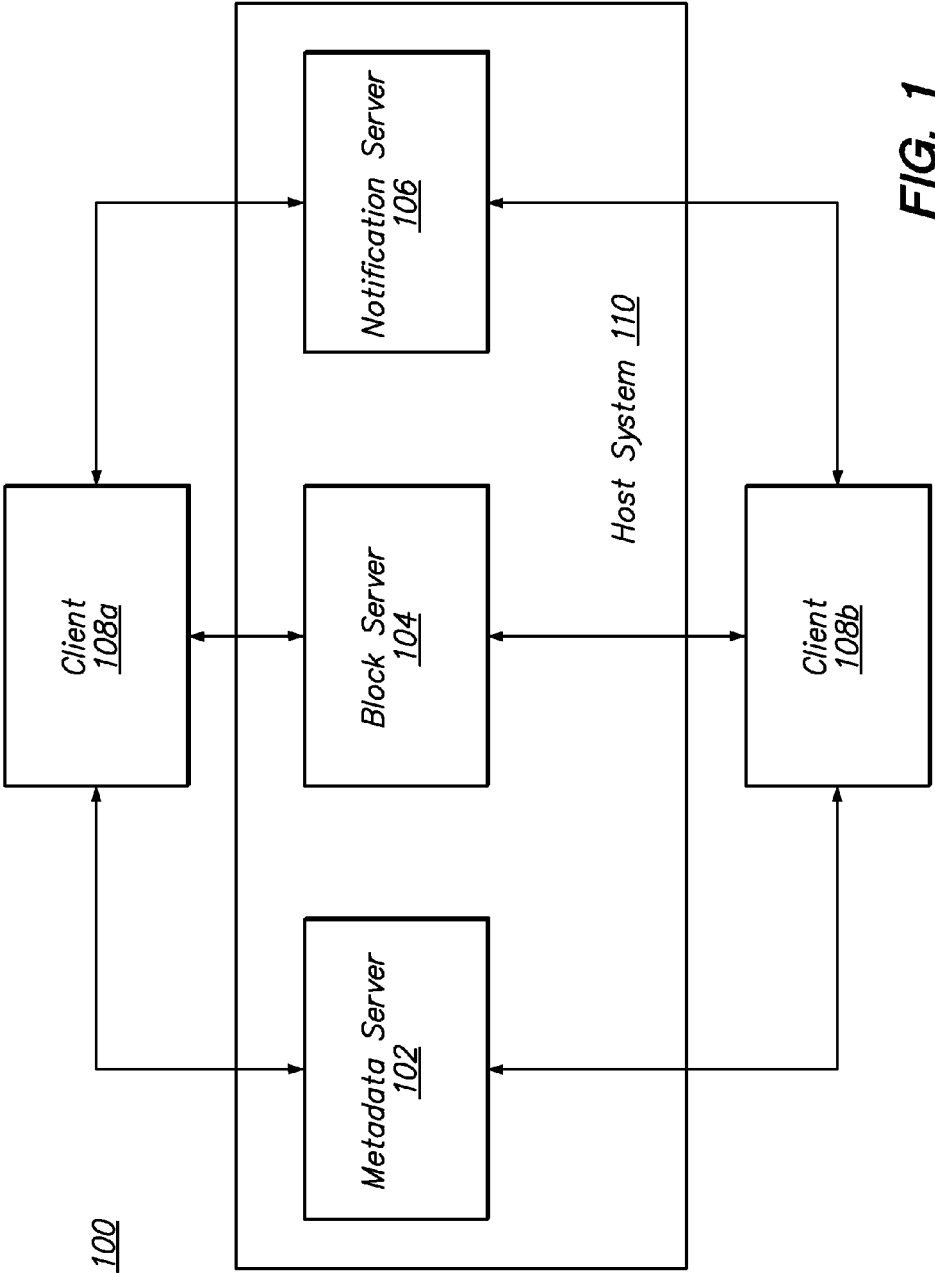 100
Client
108a
Metadata Server
102
Block Server
104
Notification Server
106
Host System 110
Client
108b
FIG. 1